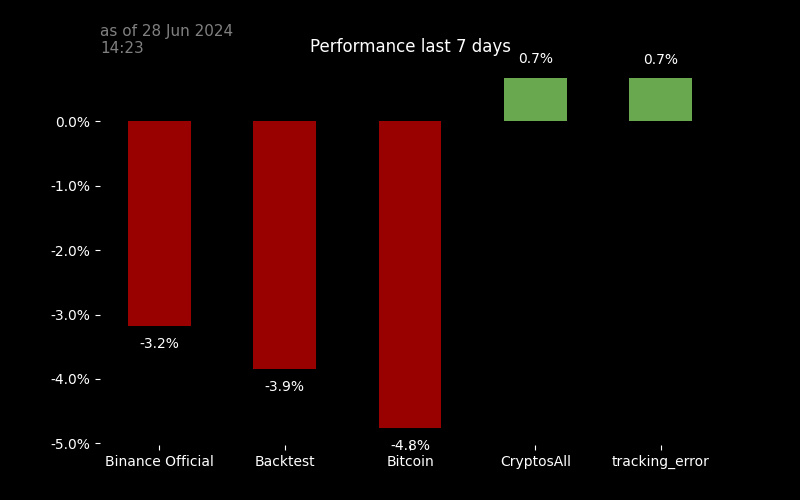 as of 28 Jun 2024
14:23
Performance last 7 days
0.7%
0.7%
0.0%
-1.0%
-2.0%
-3.0%
-3.2%
-4.0%
-3.9%
-5.0%
-4.8%
Binance Official
Backtest
Bitcoin
CryptosAll
tracking_error